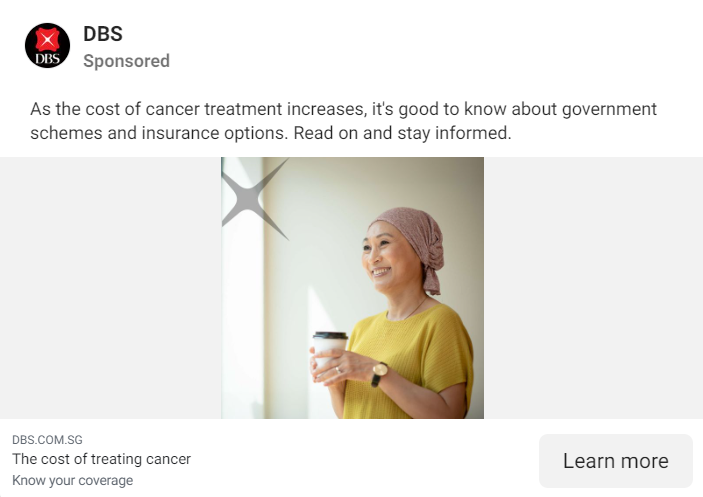 DBS
DBS
Sponsored
As the cost of cancer treatment increases, it's good to know about government
schemes and insurance options. Read on and stay informed.
DBS.COM.SG
The cost of treating cancer
Know your coverage
Learn more